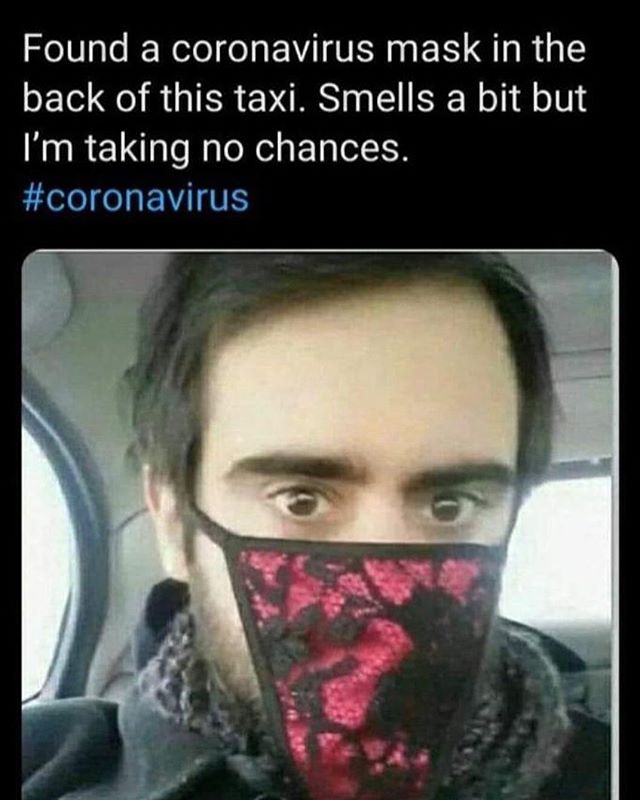 Found a coronavirus mask in the
back of this taxi. Smells a bit but
I'm taking no chances.
#coronavirus